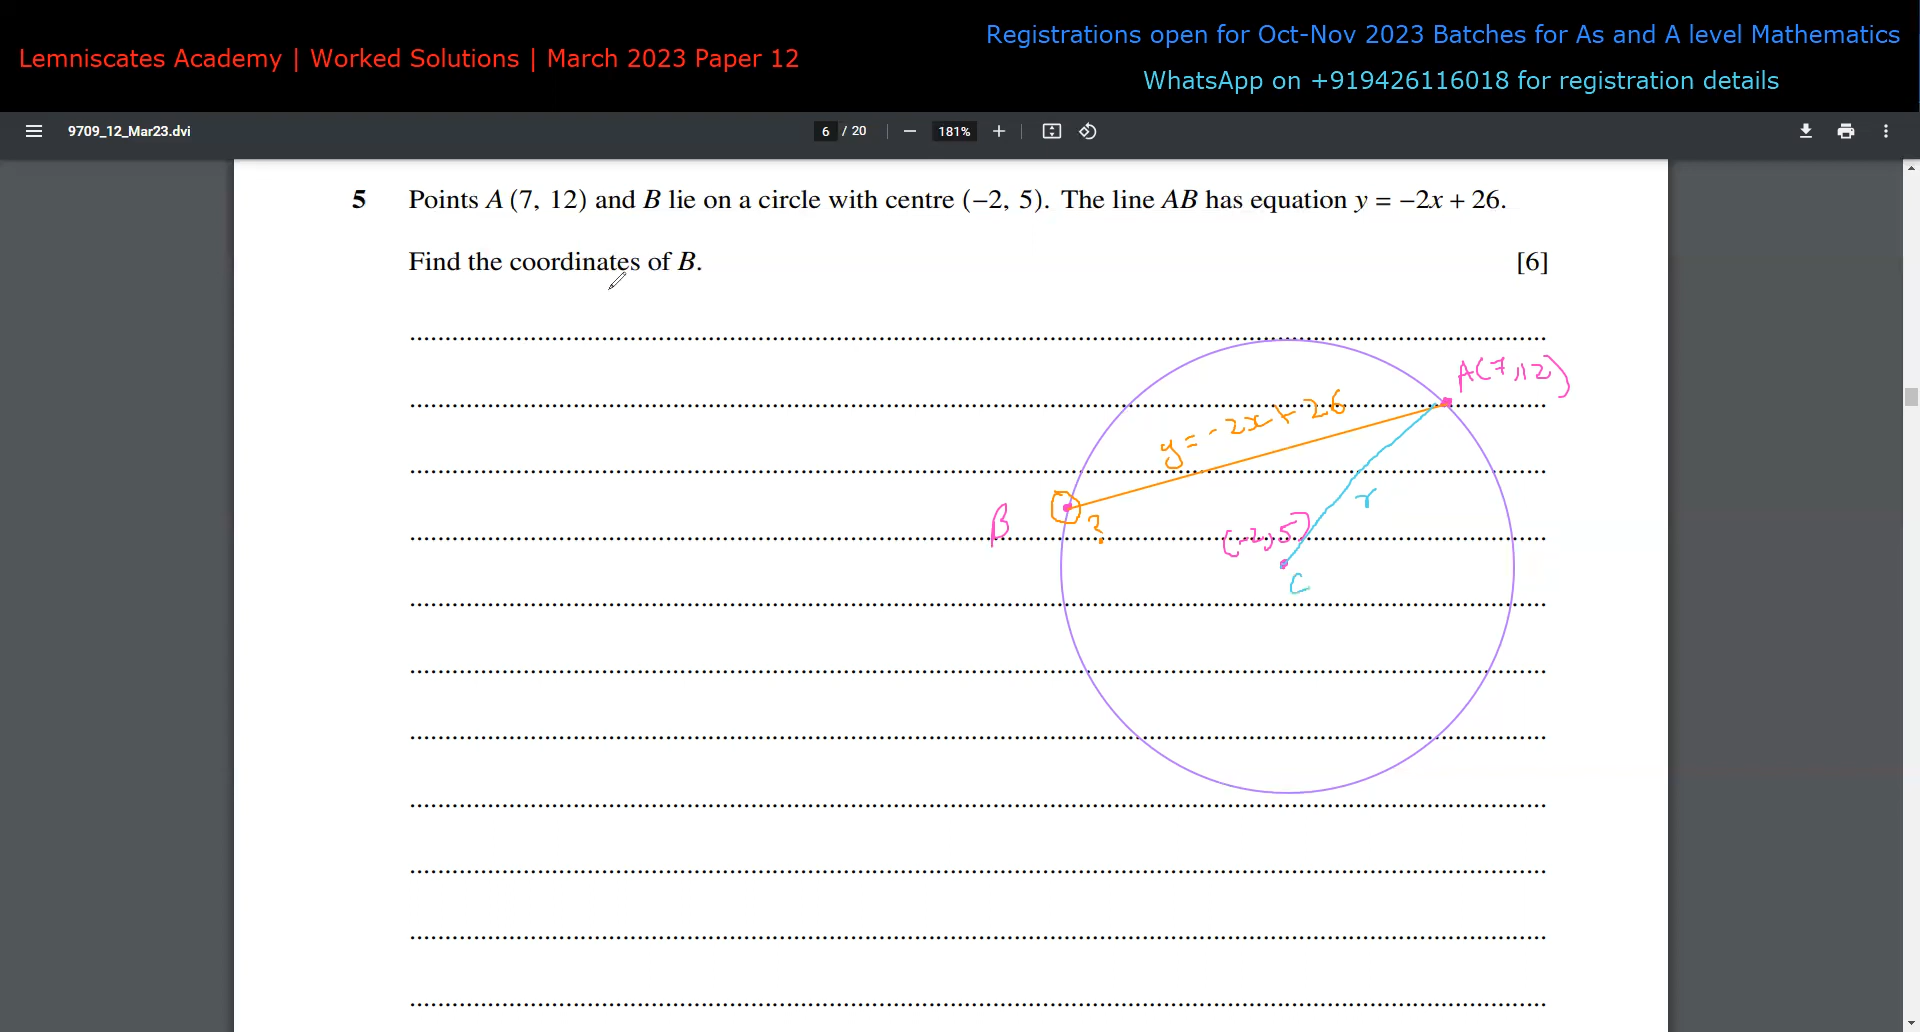 Lemniscates Academy | Worked Solutions | March 2023 Paper 12
Registrations open for Oct-Nov 2023 Batches for As and A level Mathematics
WhatsApp on +919426116018 for registration details
9709_12_Mar23.dvi
6 / 20
181%
5 Points A (7, 12) and B lie on a circle with centre (−2, 5). The line AB has equation y = −2x + 26.
Find the coordinates of B. [6]
A(7,12)
y = -2x + 26
r
B
?
(-2,5)
C